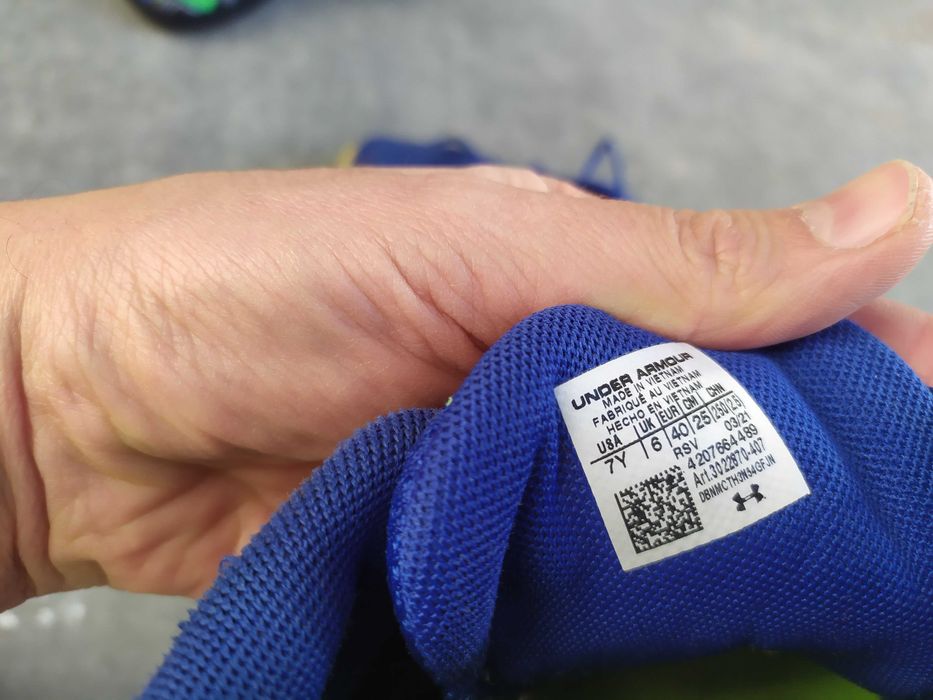 UNDER ARMOUR
MADE IN VIETNAM
FABRIQUÉ AU VIETNAM
HECHO EN VIETNAM
USA UK EUR CM CHN
7Y 6 40 25 250(2.5)
RSV 03/21
4207664489
Art.3022870-407